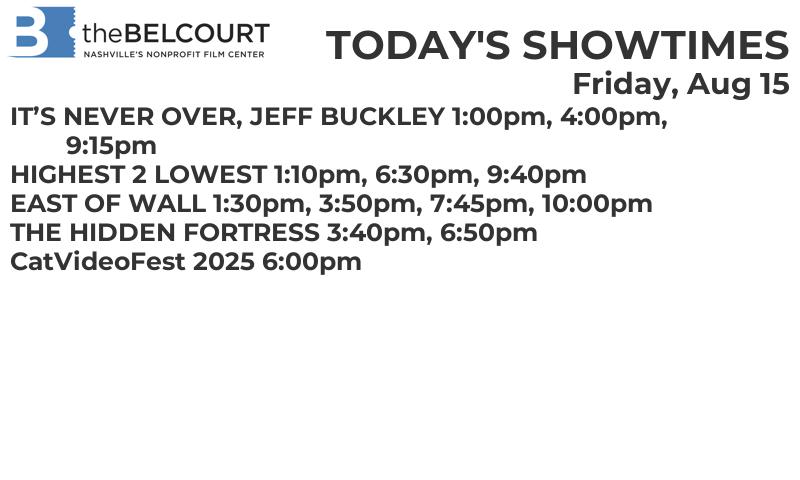 B theBELCOURT
NASHVILLE'S NONPROFIT FILM CENTER
TODAY'S SHOWTIMES
Friday, Aug 15
IT’S NEVER OVER, JEFF BUCKLEY 1:00pm, 4:00pm,
9:15pm
HIGHEST 2 LOWEST 1:10pm, 6:30pm, 9:40pm
EAST OF WALL 1:30pm, 3:50pm, 7:45pm, 10:00pm
THE HIDDEN FORTRESS 3:40pm, 6:50pm
CatVideoFest 2025 6:00pm